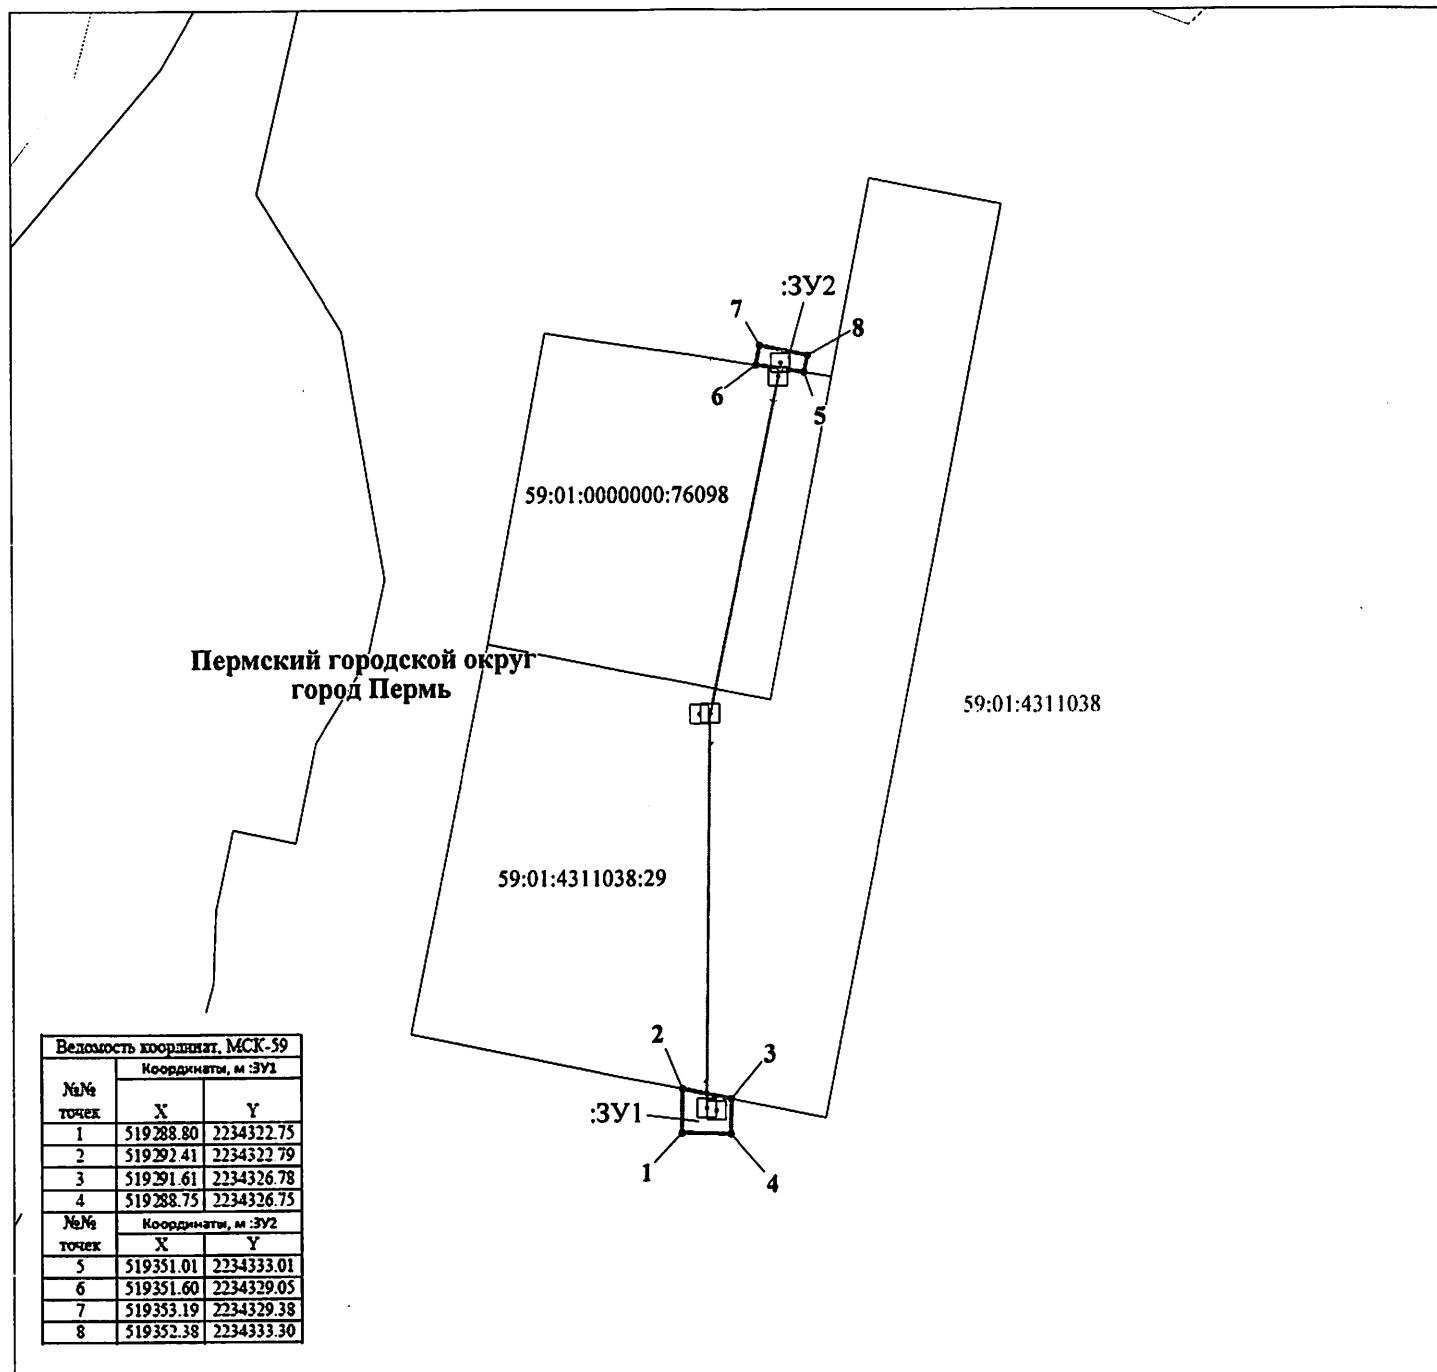 :ЗУ2
7
8
6
5
59:01:0000000:76098
Пермский городской округ
город Пермь
59:01:4311038
59:01:4311038:29
2
3
:ЗУ1
1
4
Ведомость координат, МСК-59
№№ точек
Координаты, м :ЗУ1
X Y
1 519288.80 2234322.75
2 519292.41 2234322.79
3 519291.61 2234326.78
4 519288.75 2234326.75
№№ точек
Координаты, м :ЗУ2
X Y
5 519351.01 2234333.01
6 519351.60 2234329.05
7 519353.19 2234329.38
8 519352.38 2234333.30